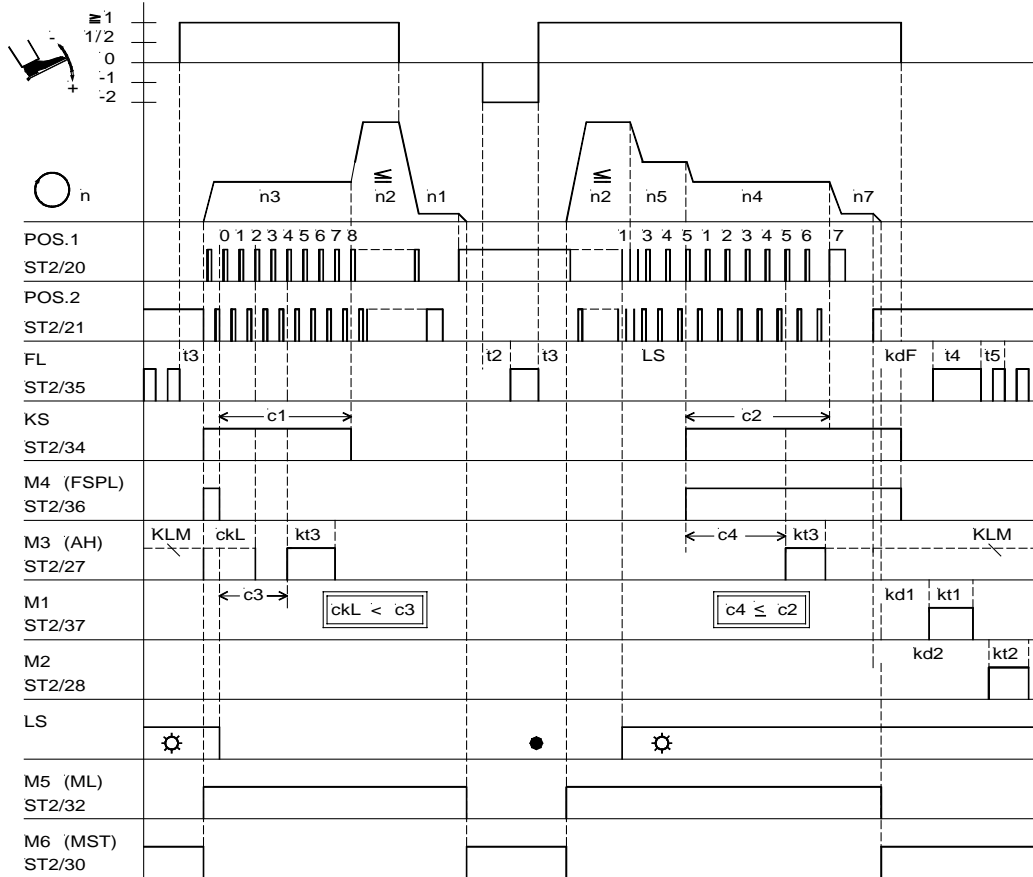 ≧1
- 1/2
0
-1
+ -2
n
n3 ≦ n2 n1 ≦ n2 n5 n4 n7
POS.1 0 1 2 3 4 5 6 7 8 1 3 4 5 1 2 3 4 5 6 7
ST2/20
POS.2
ST2/21
FL t3 t2 t3 LS kdF t4 t5
ST2/35
KS c1 c2
ST2/34
M4 (FSPL)
ST2/36
M3 (AH) KLM ckL kt3 c4 kt3 KLM
ST2/27
c3
M1 ckL < c3 c4 ≤ c2 kd1 kt1
ST2/37
M2 kd2 kt2
ST2/28
LS
M5 (ML)
ST2/32
M6 (MST)
ST2/30